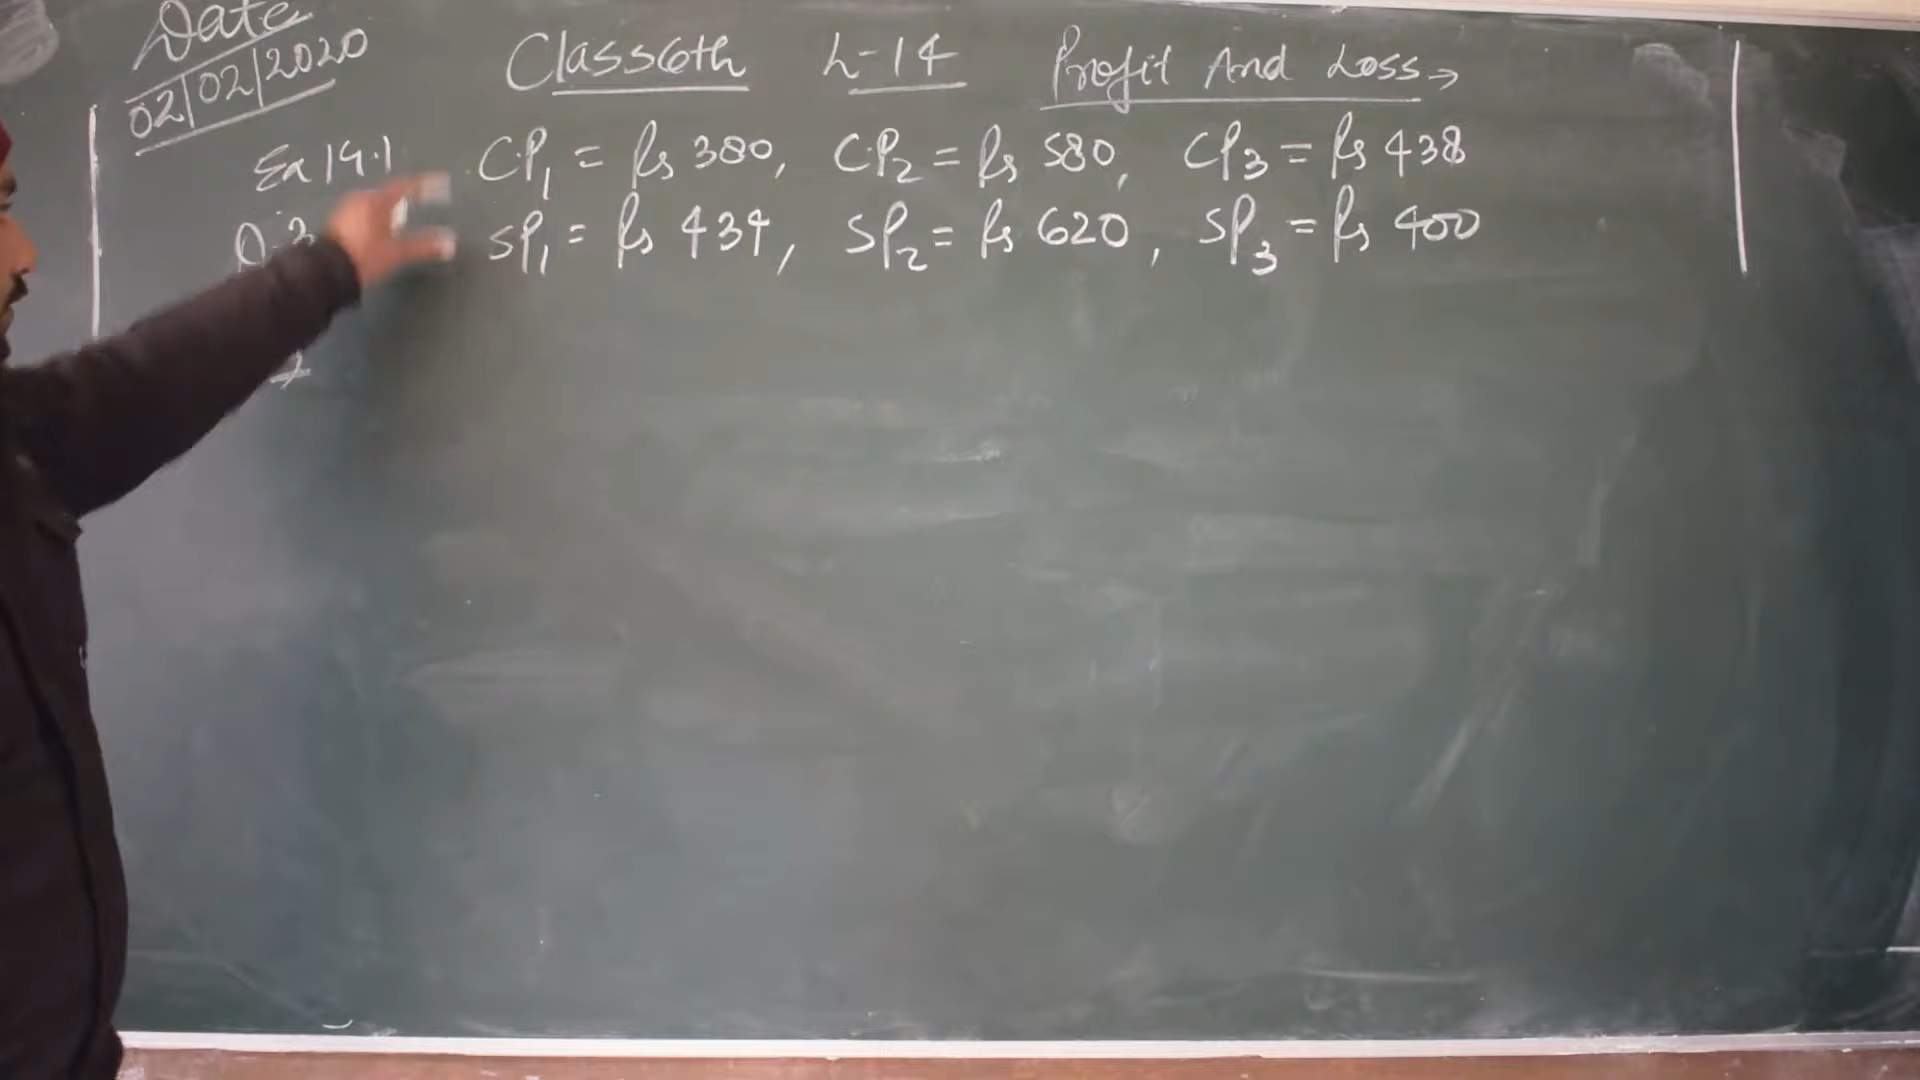 Date
02/02/2020
Class 6th L-14 Profit And Loss→
Ex 14.1 CP1 = Rs 380, CP2 = Rs 580, CP3 = Rs 438
Q.3 SP1 = Rs 434, SP2 = Rs 620, SP3 = Rs 400